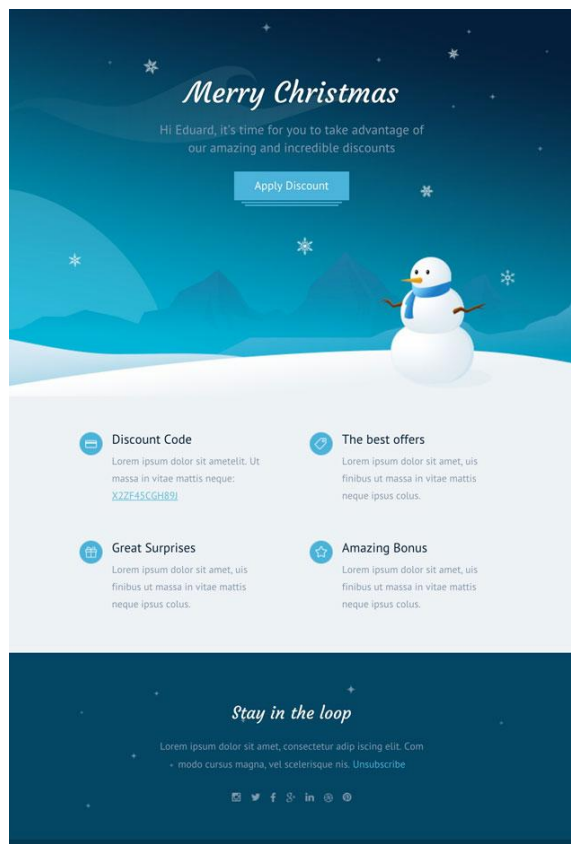 Merry Christmas
Hi Eduard, it's time for you to take advantage of
our amazing and incredible discounts
Apply Discount
Discount Code
Lorem ipsum dolor sit ametelit. Ut
massa in vitae mattis neque:
X2ZF45CGH89J
The best offers
Lorem ipsum dolor sit amet, uis
finibus ut massa in vitae mattis
neque ipsus colus.
Great Surprises
Lorem ipsum dolor sit amet, uis
finibus ut massa in vitae mattis
neque ipsus colus.
Amazing Bonus
Lorem ipsum dolor sit amet, uis
finibus ut massa in vitae mattis
neque ipsus colus.
Stay in the loop
Lorem ipsum dolor sit amet, consectetur adip iscing elit. Com
modo cursus magna, vel scelerisque nis. Unsubscribe